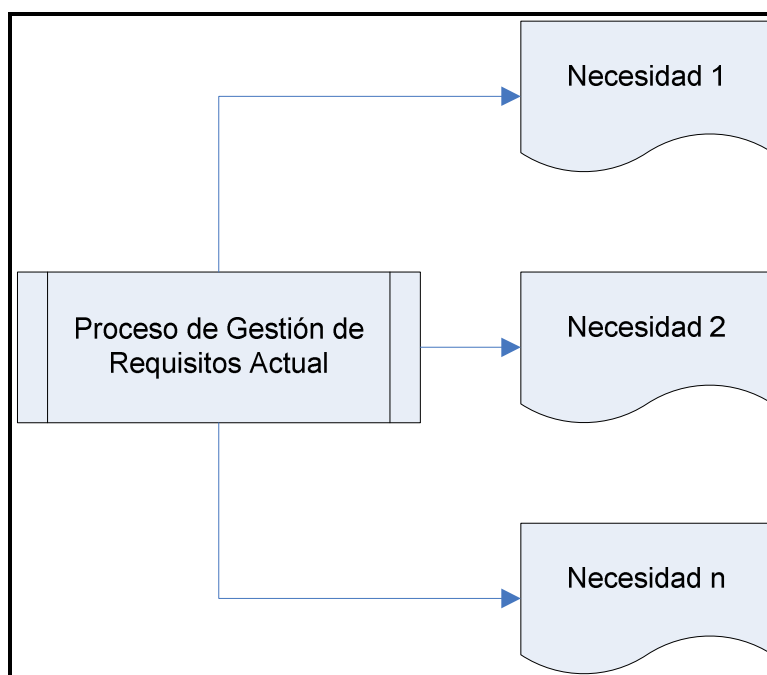 Necesidad 1
Proceso de Gestión de
Requisitos Actual
Necesidad 2
Necesidad n